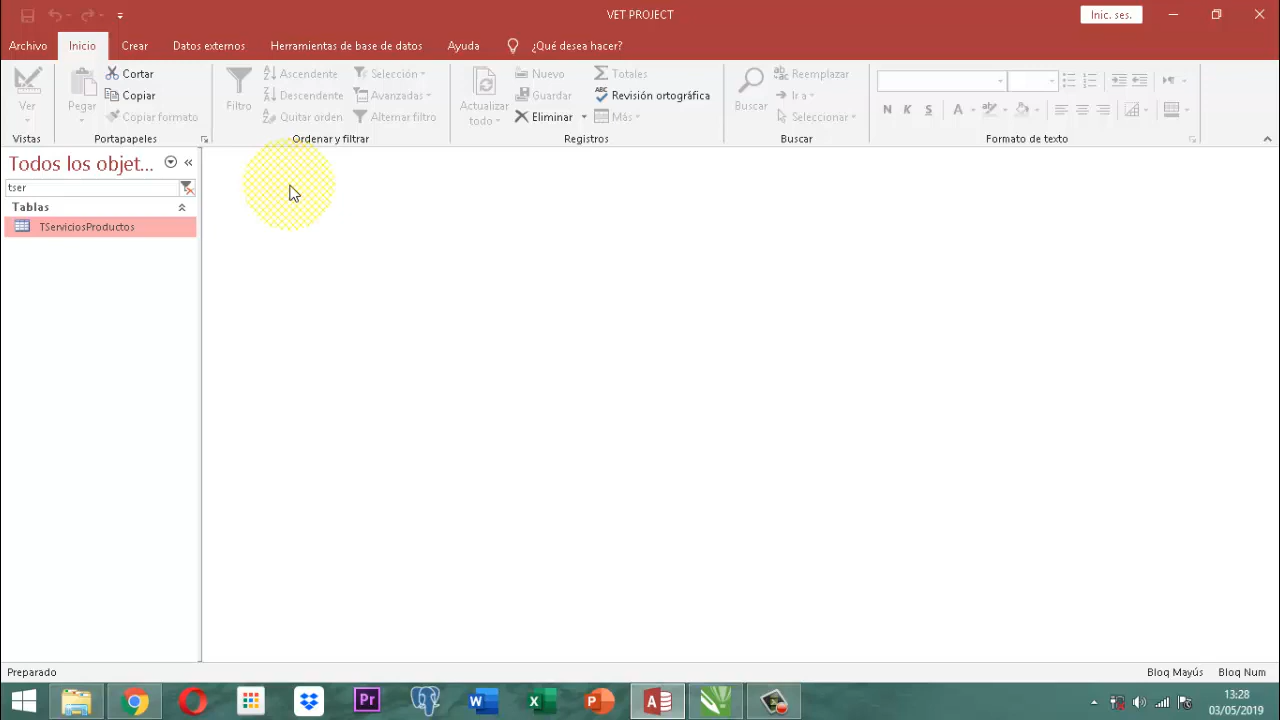 VET PROJECT
Inic. ses.
Archivo Inicio Crear Datos externos Herramientas de base de datos Ayuda ¿Qué desea hacer?
Ver
Vistas
Pegar
Cortar
Copiar
Copiar formato
Portapapeles
Filtro
Ascendente
Descendente
Quitar orden
Selección
Avanzadas
Alternar filtro
Ordenar y filtrar
Actualizar
todo
Nuevo
Guardar
Eliminar
Totales
Revisión ortográfica
Más
Registros
Buscar
Reemplazar
Ir a
Seleccionar
Buscar
N K S
A
Formato de texto
Todos los objet...
tser
Tablas
TServiciosProductos
Preparado
Bloq Mayús Bloq Num
Pr
13:28
03/05/2019